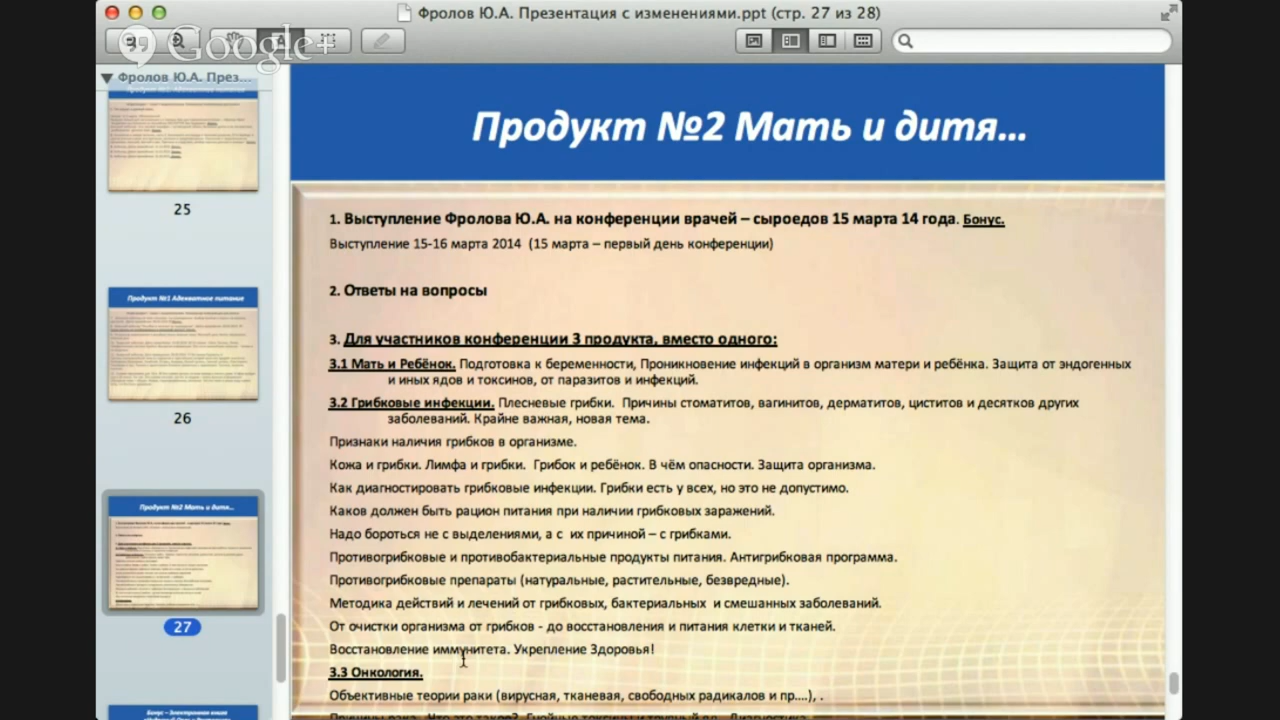 Фролов Ю.А. Презентация с изменениями.ppt (стр. 27 из 28)
Google+
Фролов Ю.А. През...
25
Продукт №1 Адекватное питание
26
Продукт №2 Мать и дитя...
27
Бонус – Электронная книга
Продукт №2 Мать и дитя...
1. Выступление Фролова Ю.А. на конференции врачей – сыроедов 15 марта 14 года. Бонус.
Выступление 15-16 марта 2014 (15 марта – первый день конференции)
2. Ответы на вопросы
3. Для участников конференции 3 продукта, вместо одного:
3.1 Мать и Ребёнок. Подготовка к беременности, Проникновение инфекций в организм матери и ребёнка. Защита от эндогенных
и иных ядов и токсинов, от паразитов и инфекций.
3.2 Грибковые инфекции. Плесневые грибки. Причины стоматитов, вагинитов, дерматитов, циститов и десятков других
заболеваний. Крайне важная, новая тема.
Признаки наличия грибков в организме.
Кожа и грибки. Лимфа и грибки. Грибок и ребёнок. В чём опасности. Защита организма.
Как диагностировать грибковые инфекции. Грибки есть у всех, но это не допустимо.
Каков должен быть рацион питания при наличии грибковых заражений.
Надо бороться не с выделениями, а с их причиной – с грибками.
Противогрибковые и противобактериальные продукты питания. Антигрибковая программа.
Противогрибковые препараты (натуральные, растительные, безвредные).
Методика действий и лечений от грибковых, бактериальных и смешанных заболеваний.
От очистки организма от грибков - до восстановления и питания клетки и тканей.
Восстановление иммунитета. Укрепление Здоровья!
3.3 Онкология.
Объективные теории раки (вирусная, тканевая, свободных радикалов и пр....), .